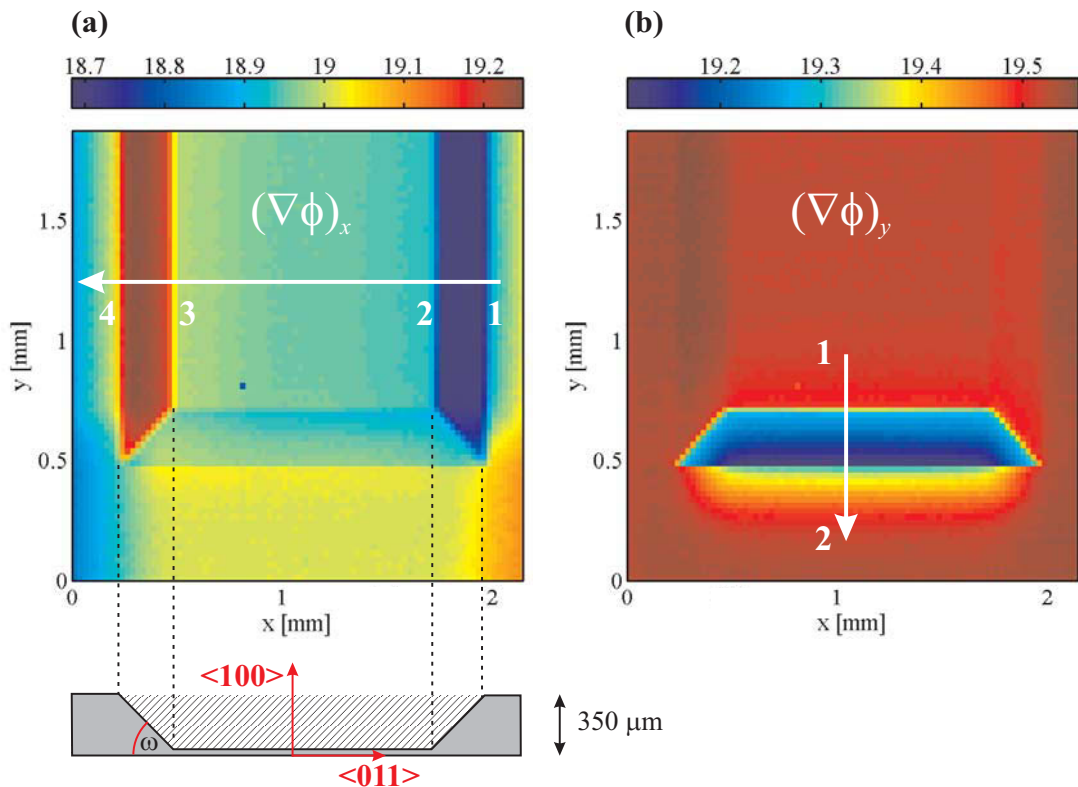 (a)
18.7 18.8 18.9 19 19.1 19.2
(∇ϕ)x
4 3 2 1
1.5
1
0.5
0
y [mm]
0 1 2
x [mm]
(b)
19.2 19.3 19.4 19.5
(∇ϕ)y
1
2
1.5
1
0.5
0
y [mm]
0 1 2
x [mm]
<100>
ω
<011>
350 μm